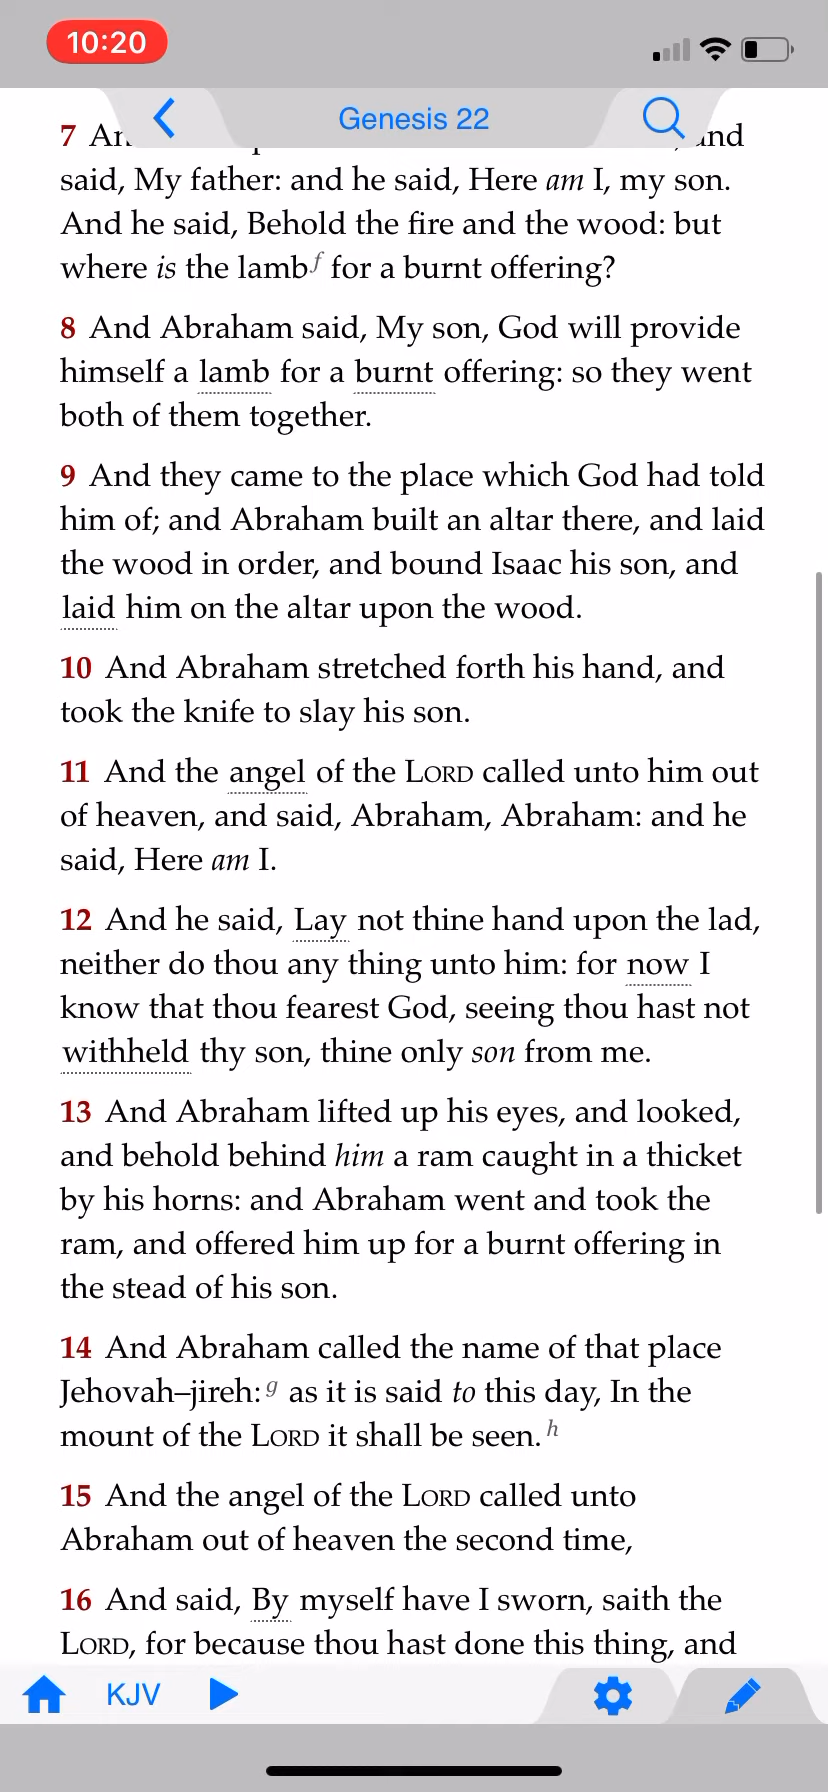 10:20
Genesis 22
7 and
said, My father: and he said, Here am I, my son.
And he said, Behold the fire and the wood: but
where is the lamb f for a burnt offering?
8 And Abraham said, My son, God will provide
himself a lamb for a burnt offering: so they went
both of them together.
9 And they came to the place which God had told
him of; and Abraham built an altar there, and laid
the wood in order, and bound Isaac his son, and
laid him on the altar upon the wood.
10 And Abraham stretched forth his hand, and
took the knife to slay his son.
11 And the angel of the LORD called unto him out
of heaven, and said, Abraham, Abraham: and he
said, Here am I.
12 And he said, Lay not thine hand upon the lad,
neither do thou any thing unto him: for now I
know that thou fearest God, seeing thou hast not
withheld thy son, thine only son from me.
13 And Abraham lifted up his eyes, and looked,
and behold behind him a ram caught in a thicket
by his horns: and Abraham went and took the
ram, and offered him up for a burnt offering in
the stead of his son.
14 And Abraham called the name of that place
Jehovah–jireh: g as it is said to this day, In the
mount of the LORD it shall be seen. h
15 And the angel of the LORD called unto
Abraham out of heaven the second time,
16 And said, By myself have I sworn, saith the
LORD, for because thou hast done this thing, and
KJV